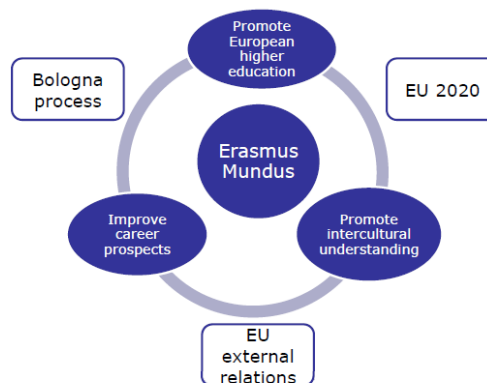 Promote
European
higher
education
Bologna
process
EU 2020
Erasmus
Mundus
Improve
career
prospects
Promote
intercultural
understanding
EU
external
relations